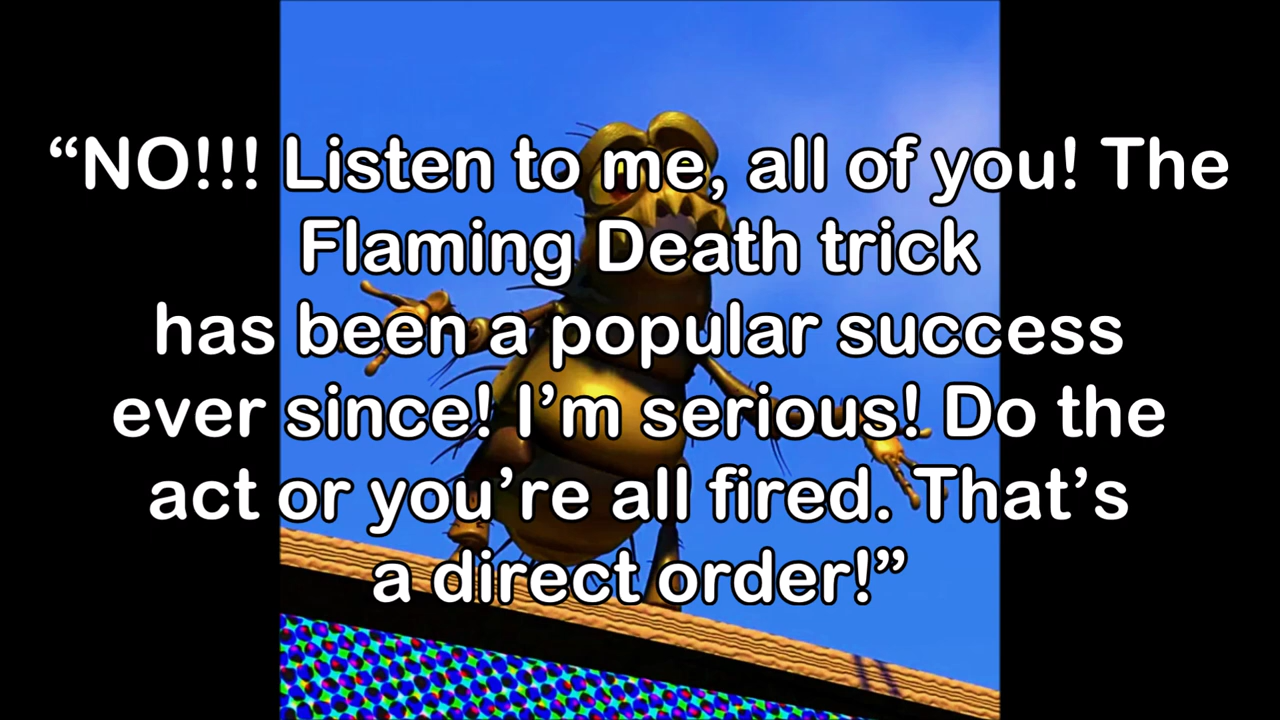 “NO!!! Listen to me, all of you! The
Flaming Death trick
has been a popular success
ever since! I’m serious! Do the
act or you’re all fired. That’s
a direct order!”